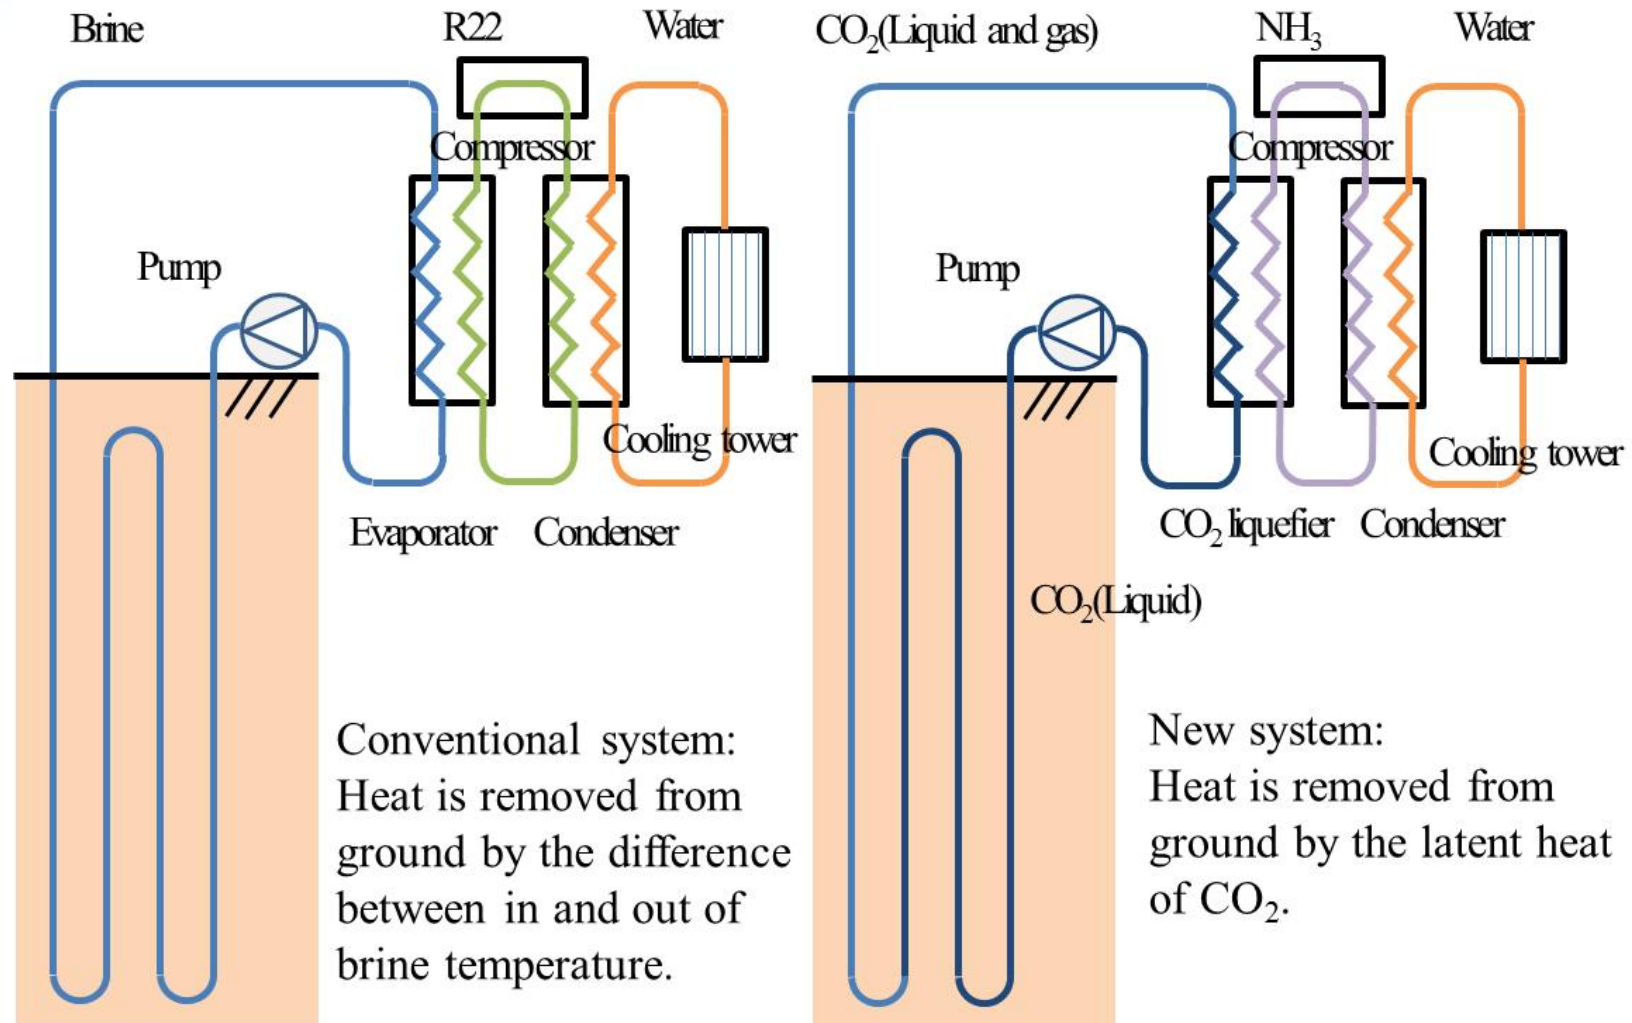 Brine
R22
Water
Compressor
Pump
Cooling tower
Evaporator
Condenser
Conventional system:
Heat is removed from
ground by the difference
between in and out of
brine temperature.
CO₂(Liquid and gas)
NH₃
Water
Compressor
Pump
Cooling tower
CO₂ liquefier
Condenser
CO₂(Liquid)
New system:
Heat is removed from
ground by the latent heat
of CO₂.